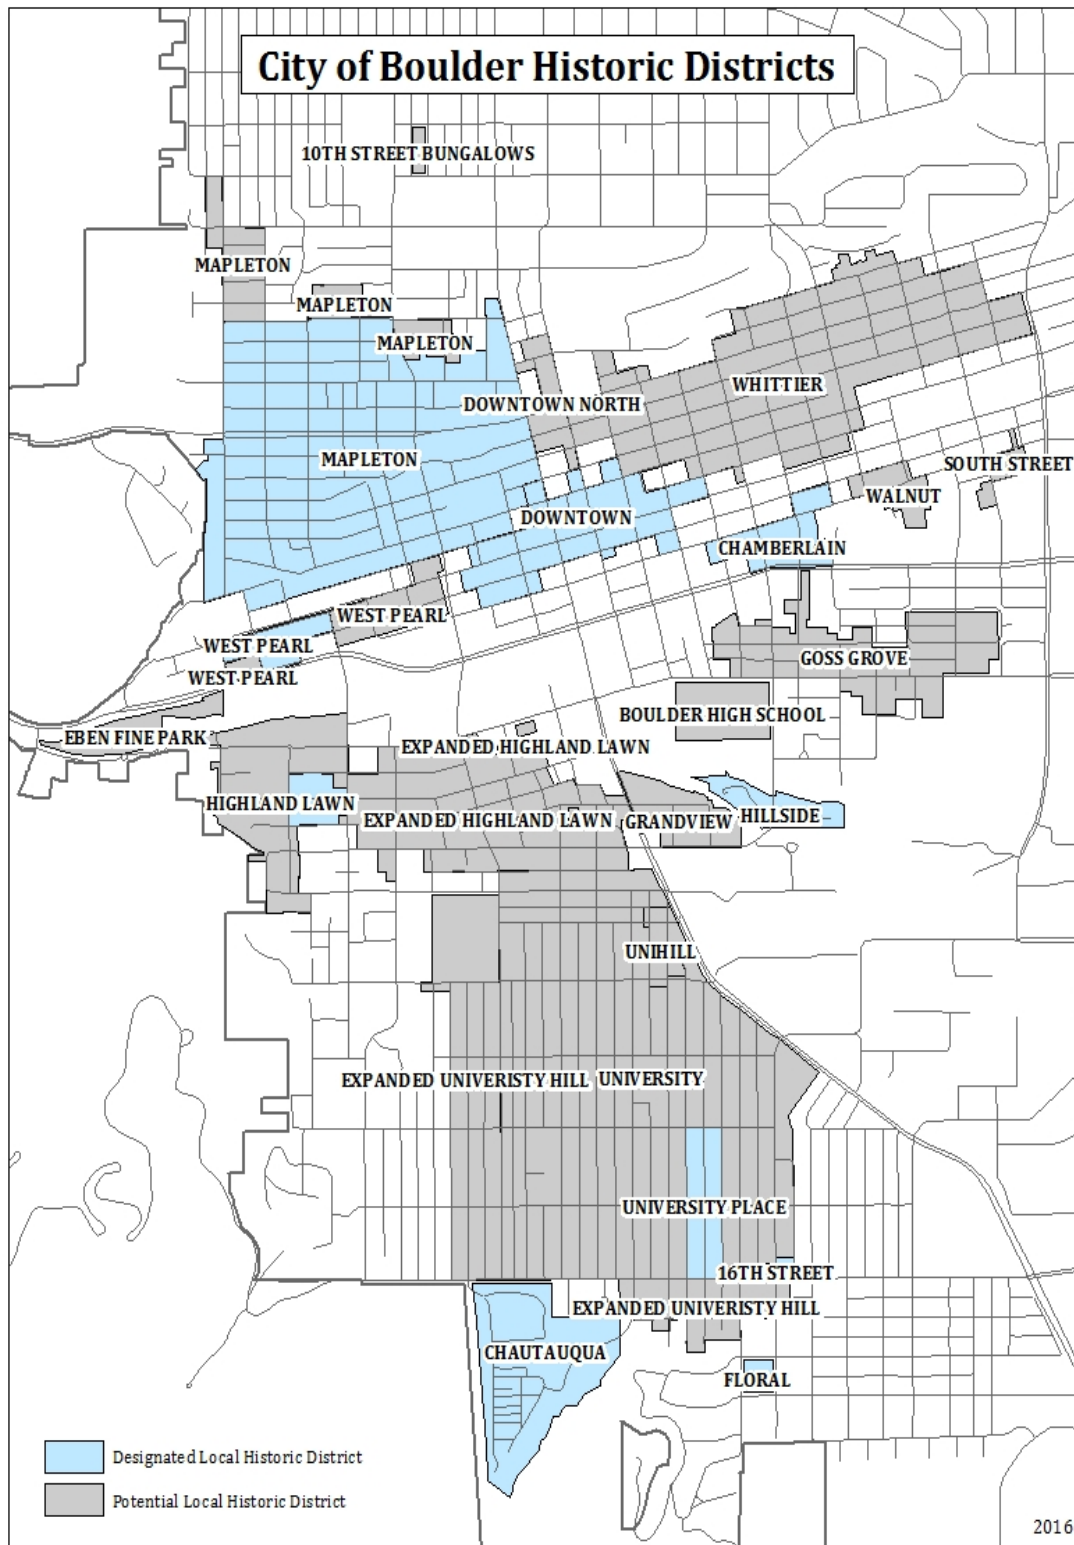 City of Boulder Historic Districts
10TH STREET BUNGALOWS
MAPLETON
MAPLETON
MAPLETON
WHITTIER
DOWNTOWN NORTH
MAPLETON
SOUTH STREET
WALNUT
DOWNTOWN
CHAMBERLAIN
WEST PEARL
WEST PEARL
GOSS GROVE
WEST PEARL
BOULDER HIGH SCHOOL
EBEN FINE PARK
EXPANDED HIGHLAND LAWN
HIGHLAND LAWN
EXPANDED HIGHLAND LAWN
GRANDVIEW
HILLSIDE
UNIHILL
EXPANDED UNIVERISTY HILL
UNIVERSITY
UNIVERSITY PLACE
16TH STREET
EXPANDED UNIVERISTY HILL
CHAUTAUQUA
FLORAL
Designated Local Historic District
Potential Local Historic District
2016